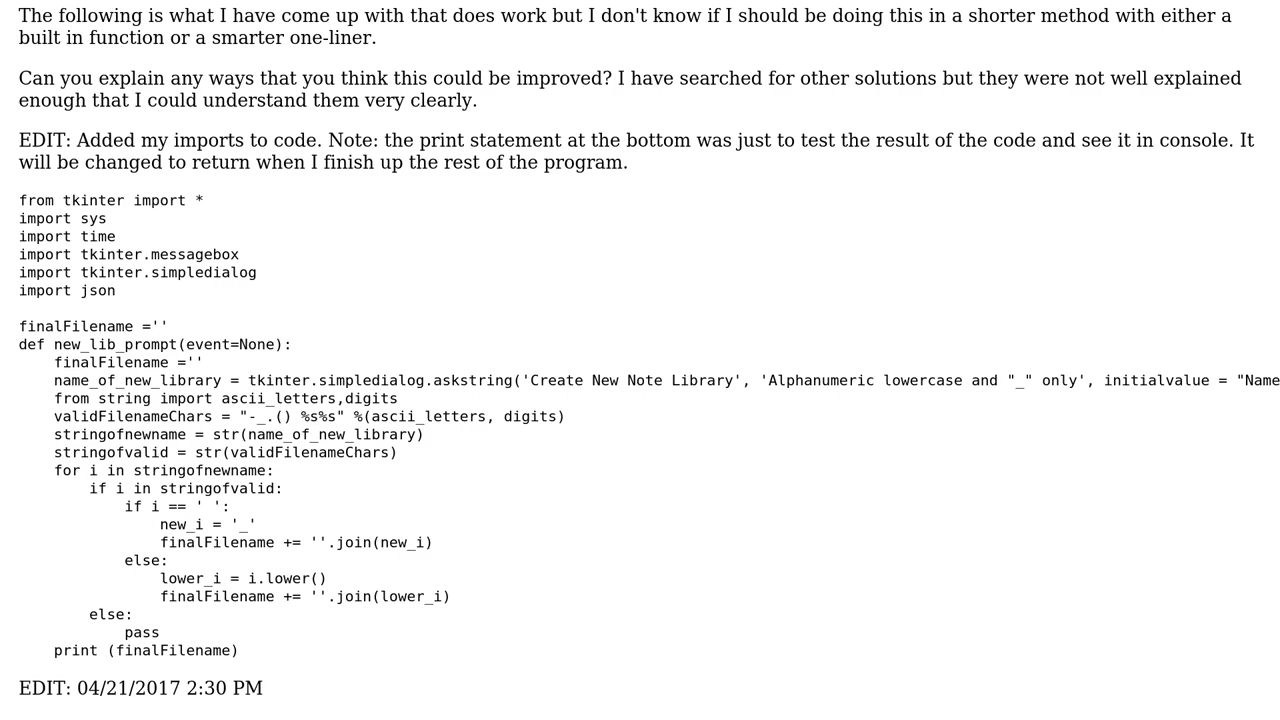 The following is what I have come up with that does work but I don't know if I should be doing this in a shorter method with either a
built in function or a smarter one-liner.
Can you explain any ways that you think this could be improved? I have searched for other solutions but they were not well explained
enough that I could understand them very clearly.
EDIT: Added my imports to code. Note: the print statement at the bottom was just to test the result of the code and see it in console. It
will be changed to return when I finish up the rest of the program.
from tkinter import *
import sys
import time
import tkinter.messagebox
import tkinter.simpledialog
import json
finalFilename =''
def new_lib_prompt(event=None):
    finalFilename =''
    name_of_new_library = tkinter.simpledialog.askstring('Create New Note Library', 'Alphanumeric lowercase and "_" only', initialvalue = "Name
    from string import ascii_letters,digits
    validFilenameChars = "-_.() %s%s" %(ascii_letters, digits)
    stringofnewname = str(name_of_new_library)
    stringofvalid = str(validFilenameChars)
    for i in stringofnewname:
        if i in stringofvalid:
            if i == ' ':
                new_i = '_'
                finalFilename += ''.join(new_i)
            else:
                lower_i = i.lower()
                finalFilename += ''.join(lower_i)
        else:
            pass
    print (finalFilename)
EDIT: 04/21/2017 2:30 PM